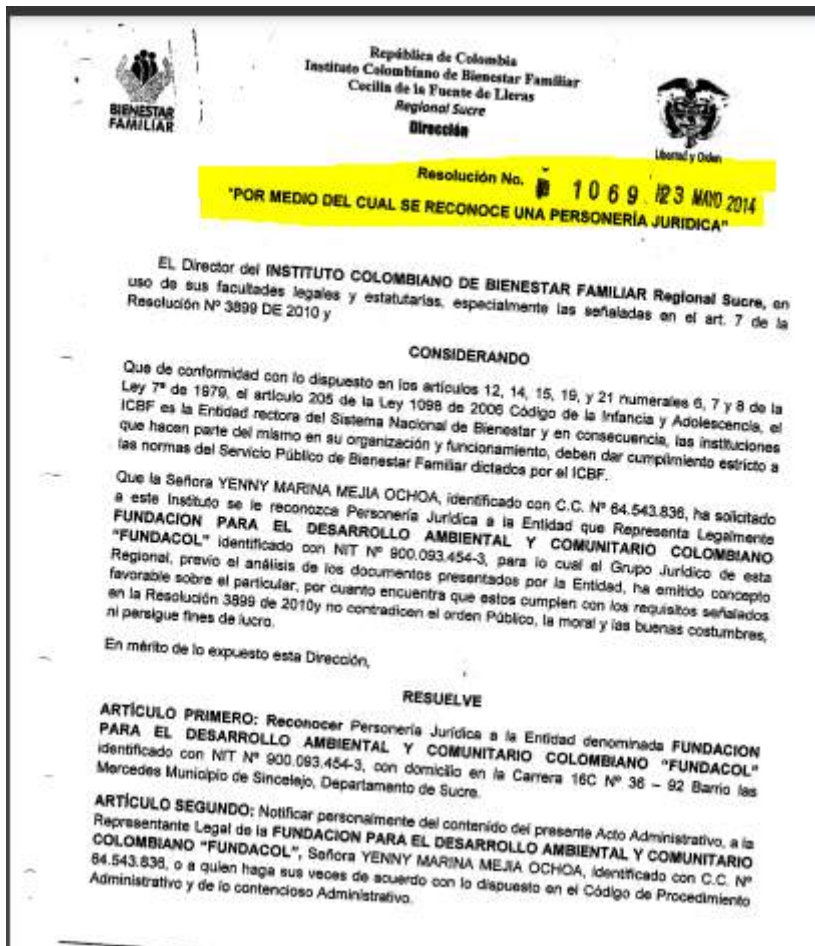 República de Colombia
Instituto Colombiano de Bienestar Familiar
Cecilia de la Fuente de Lleras
Regional Sucre
Dirección
BIENESTAR
FAMILIAR
Libertad y Orden
Resolución No. 1069 23 MAYO 2014
"POR MEDIO DEL CUAL SE RECONOCE UNA PERSONERÍA JURIDICA"
EL Director del INSTITUTO COLOMBIANO DE BIENESTAR FAMILIAR Regional Sucre, en
uso de sus facultades legales y estatutarias, especialmente las señaladas en el art. 7 de la
Resolución Nº 3899 DE 2010 y
CONSIDERANDO
Que de conformidad con lo dispuesto en los artículos 12, 14, 15, 19, y 21 numerales 6, 7 y 8 de la
Ley 7ª de 1979, el artículo 205 de la Ley 1098 de 2006 Código de la Infancia y Adolescencia, el
ICBF es la Entidad rectora del Sistema Nacional de Bienestar y en consecuencia, las instituciones
que hacen parte del mismo en su organización y funcionamiento, deben dar cumplimiento estricto a
las normas del Servicio Público de Bienestar Familiar dictados por el ICBF.
Que la Señora YENNY MARINA MEJIA OCHOA, identificado con C.C. Nº 64.543.836, ha solicitado
a este Instituto se le reconozca Personería Jurídica a la Entidad que Representa Legalmente
FUNDACION PARA EL DESARROLLO AMBIENTAL Y COMUNITARIO COLOMBIANO
"FUNDACOL" identificado con NIT Nº 900.093.454-3, para lo cual el Grupo Jurídico de esta
Regional, previo el análisis de los documentos presentados por la Entidad, ha emitido concepto
favorable sobre el particular, por cuanto encuentra que estos cumplen con los requisitos señalados
en la Resolución 3899 de 2010y no contradicen el orden Público, la moral y las buenas costumbres,
ni persigue fines de lucro.
En mérito de lo expuesto esta Dirección,
RESUELVE
ARTÍCULO PRIMERO: Reconocer Personería Jurídica a la Entidad denominada FUNDACION
PARA EL DESARROLLO AMBIENTAL Y COMUNITARIO COLOMBIANO "FUNDACOL"
identificado con NIT Nº 900.093.454-3, con domicilio en la Carrera 16C Nº 36 – 92 Barrio las
Mercedes Municipio de Sincelejo, Departamento de Sucre.
ARTÍCULO SEGUNDO: Notificar personalmente del contenido del presente Acto Administrativo, a la
Representante Legal de la FUNDACION PARA EL DESARROLLO AMBIENTAL Y COMUNITARIO
COLOMBIANO "FUNDACOL", Señora YENNY MARINA MEJIA OCHOA, identificado con C.C. Nº
64.543.836, o a quien haga sus veces de acuerdo con lo dispuesto en el Código de Procedimiento
Administrativo y de lo contencioso Administrativo.